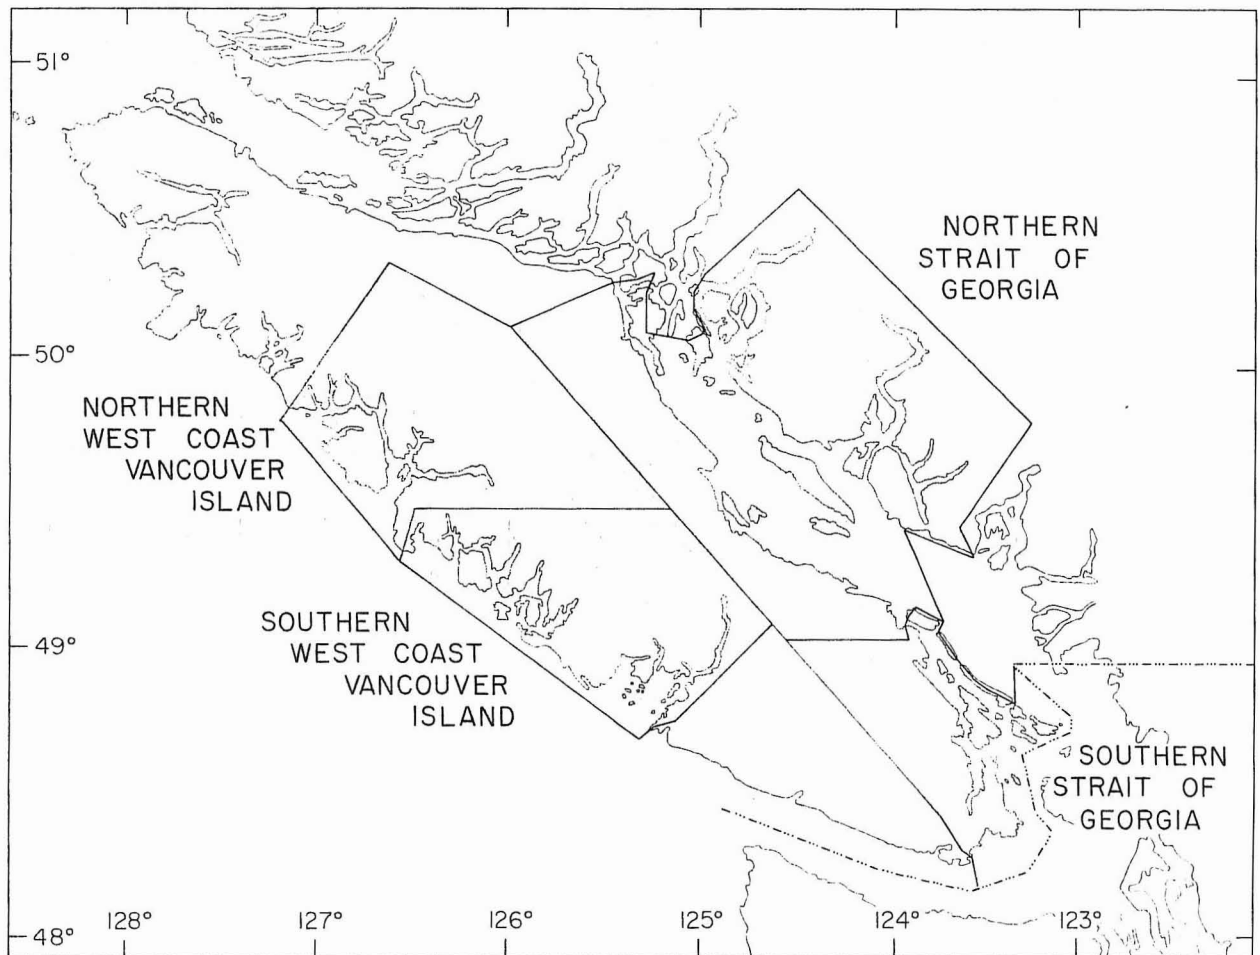 51°
NORTHERN
STRAIT OF
GEORGIA
50°
NORTHERN
WEST COAST
VANCOUVER
ISLAND
SOUTHERN
WEST COAST
VANCOUVER
ISLAND
49°
SOUTHERN
STRAIT OF
GEORGIA
128° 127° 126° 125° 124° 123°
48°